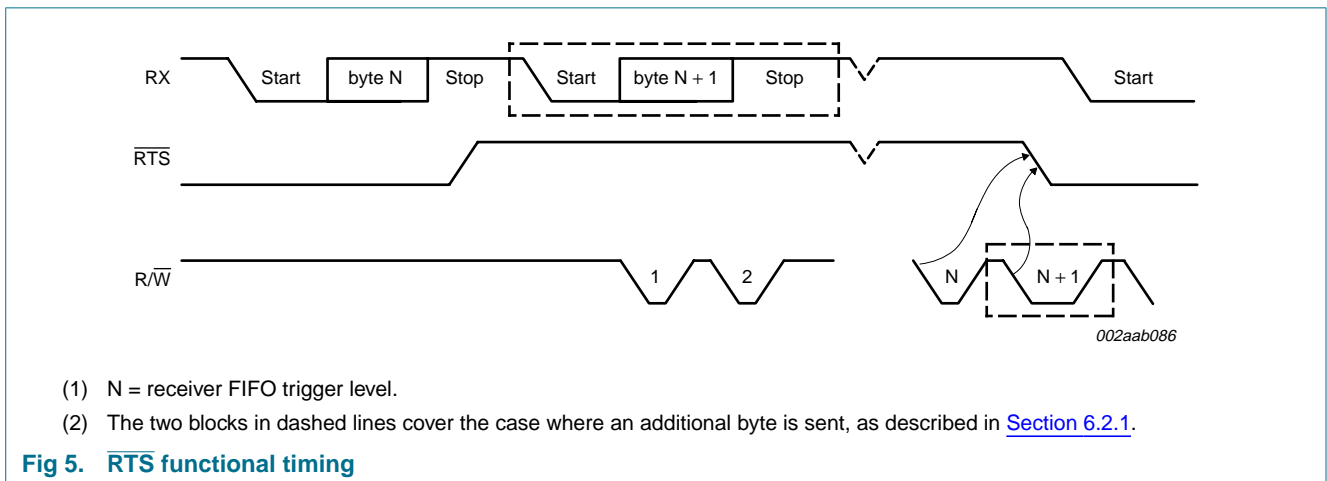 RX Start byte N Stop Start byte N + 1 Stop Start
R̅T̅S̅
R/W̅ 1 2 N N + 1
002aab086
(1) N = receiver FIFO trigger level.
(2) The two blocks in dashed lines cover the case where an additional byte is sent, as described in Section 6.2.1.
Fig 5. R̅T̅S̅ functional timing